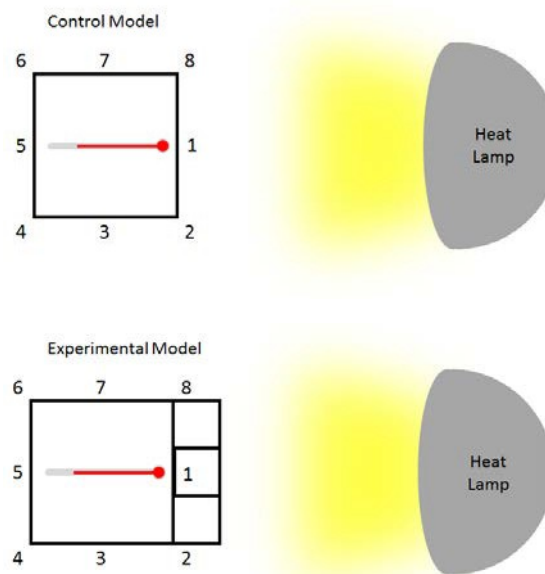 Control Model
6 7 8
5 1
4 3 2
Heat
Lamp
Experimental Model
6 7 8
5 1
4 3 2
Heat
Lamp